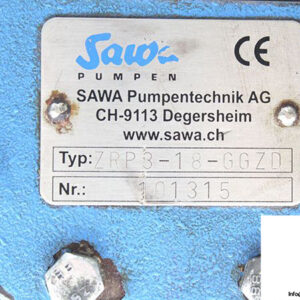 Sawa CE
PUMPEN
SAWA Pumpentechnik AG
CH-9113 Degersheim
www.sawa.ch
Typ: ZRP3-18-GGZD
Nr.: 101315